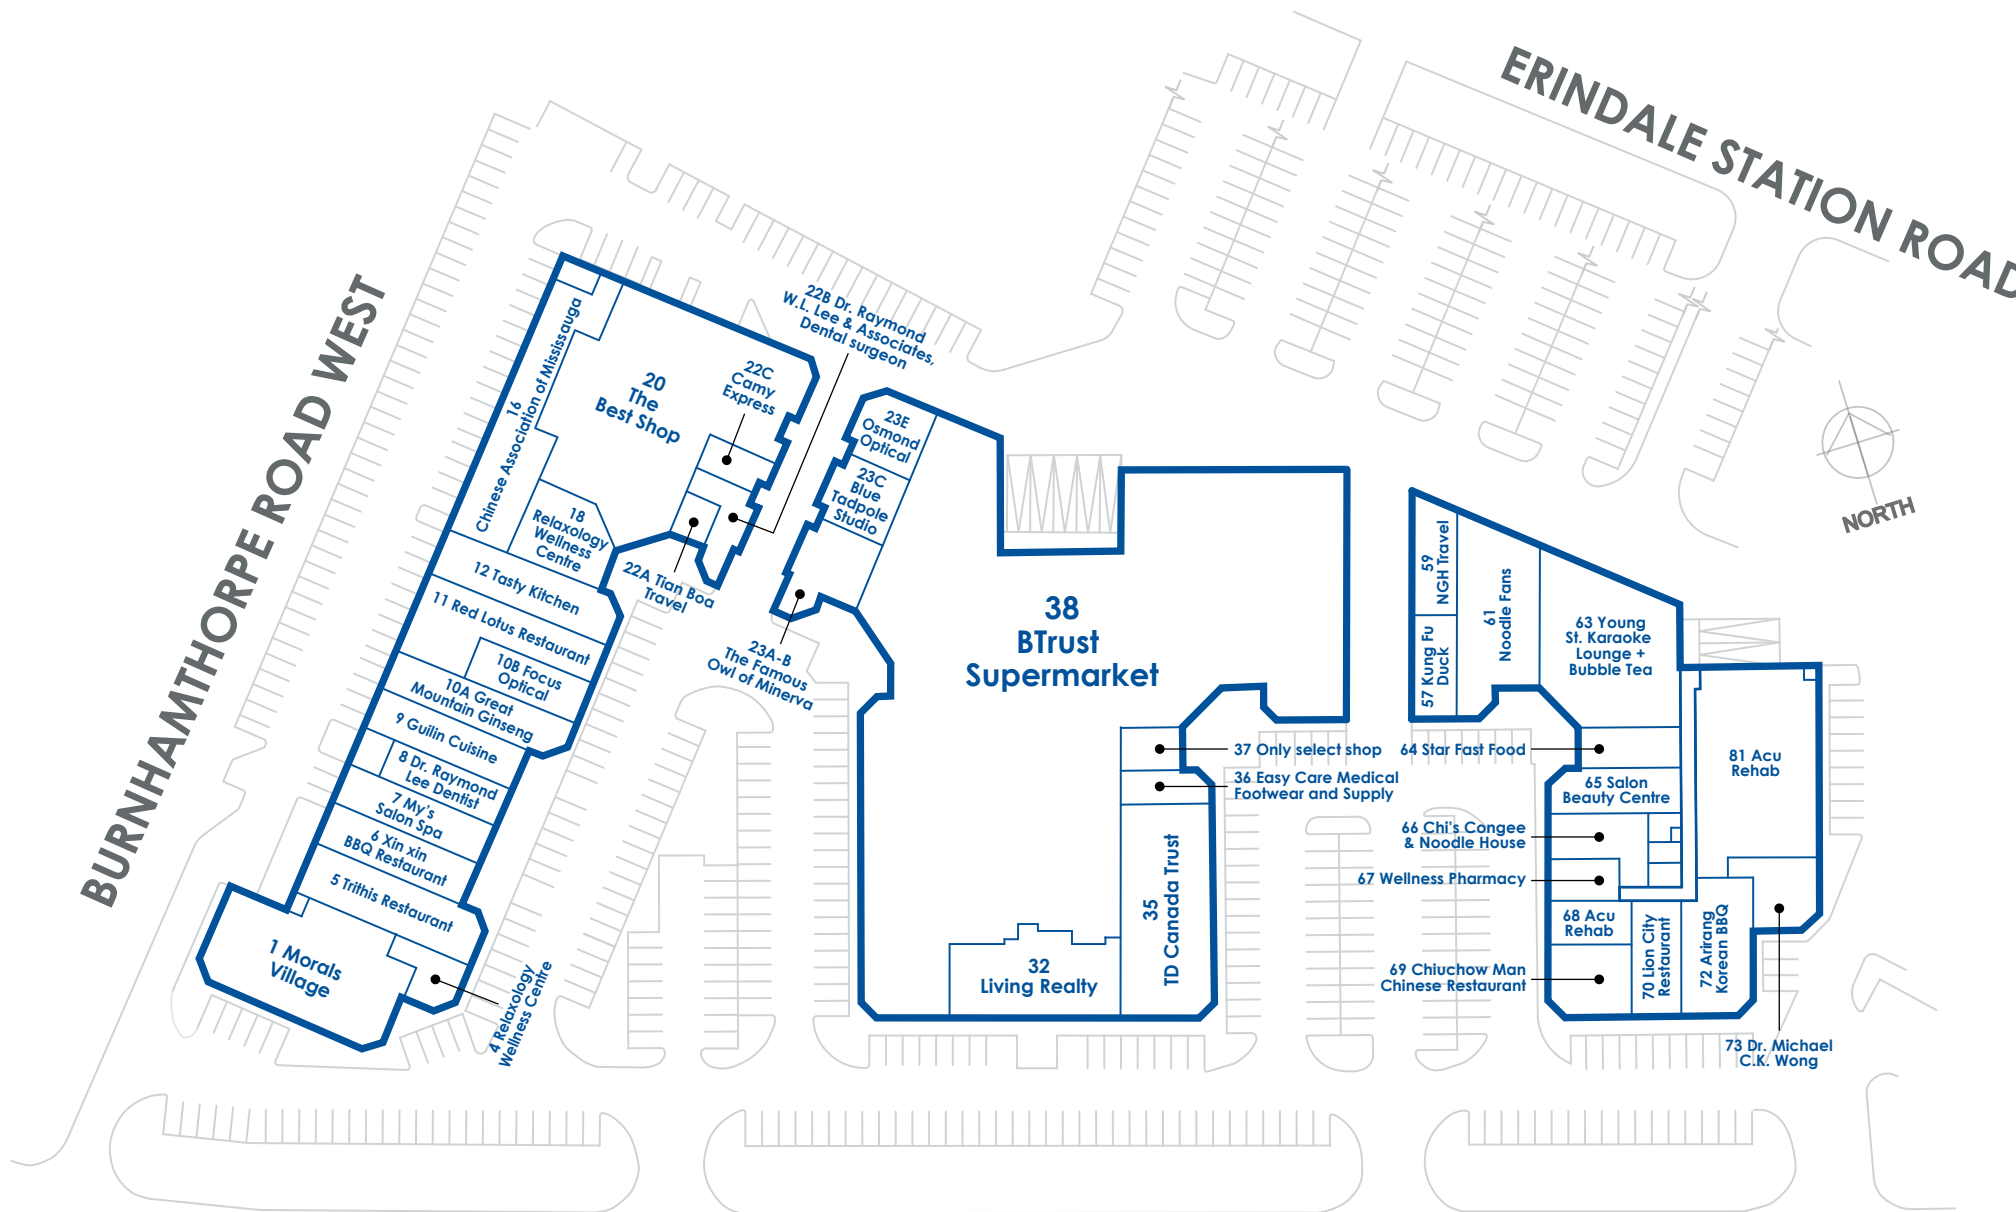 ERINDALE STATION ROAD
BURNHAMTHORPE ROAD WEST
NORTH
16
Chinese Association of Mississauga
20
The
Best Shop
22C
Camy
Express
22B Dr. Raymond
W.L. Lee & Associates,
Dental surgeon
18
Relaxology
Wellness
Centre
22A Tian Boa
Travel
12 Tasty Kitchen
11 Red Lotus Restaurant
10B Focus
Optical
10A Great
Mountain Ginseng
9 Guilin Cuisine
8 Dr. Raymond
Lee Dentist
7 My's
Salon Spa
6 Xin xin
BBQ Restaurant
5 Trithis Restaurant
1 Morals
Village
4 Relaxology
Wellness Centre
23E
Osmond
Optical
23C
Blue
Tadpole
Studio
23A-B
The Famous
Owl of Minerva
38
BTrust
Supermarket
37 Only select shop
36 Easy Care Medical
Footwear and Supply
35
TD Canada Trust
32
Living Realty
59
NGH Travel
57 Kung Fu
Duck
61
Noodle Fans
63 Young
St. Karaoke
Lounge +
Bubble Tea
64 Star Fast Food
65 Salon
Beauty Centre
66 Chi's Congee
& Noodle House
67 Wellness Pharmacy
68 Acu
Rehab
69 Chiuchow Man
Chinese Restaurant
70 Lion City
Restaurant
72 Arirang
Korean BBQ
81 Acu
Rehab
73 Dr. Michael
C.K. Wong